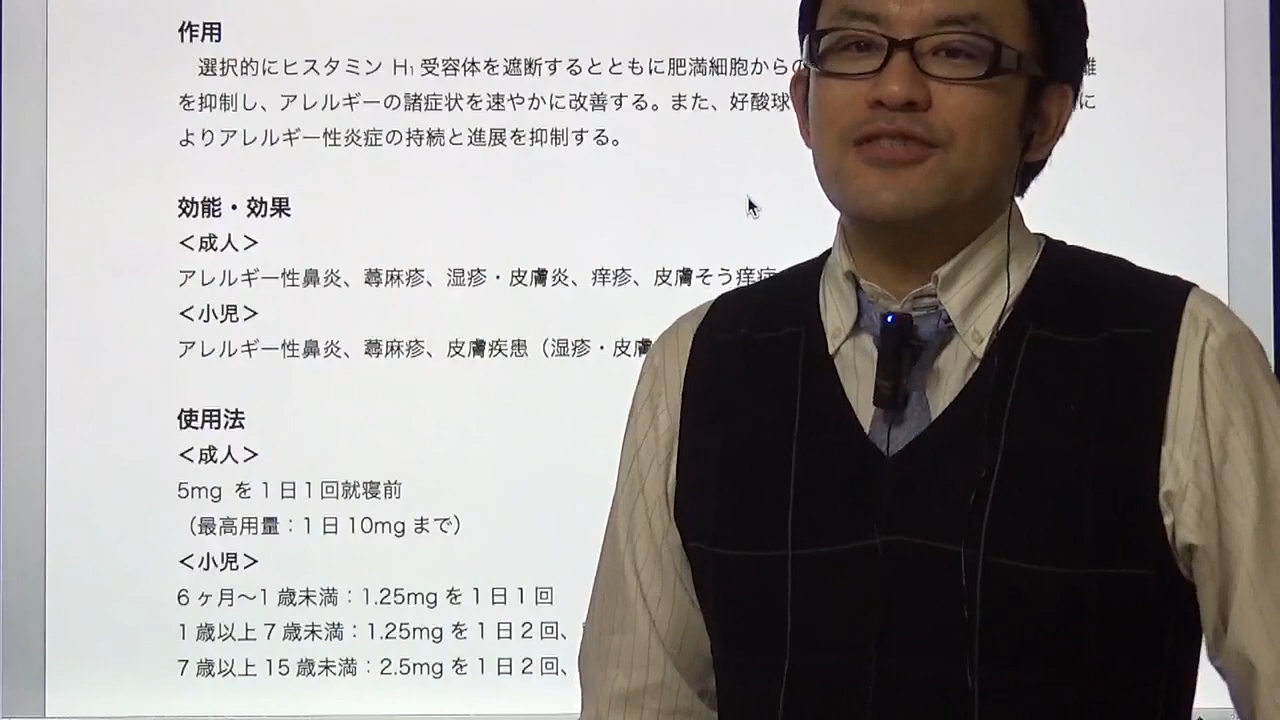 作用
選択的にヒスタミン H₁ 受容体を遮断するとともに肥満細胞からの
を抑制し、アレルギーの諸症状を速やかに改善する。また、好酸球 に
よりアレルギー性炎症の持続と進展を抑制する。
効能・効果
＜成人＞
アレルギー性鼻炎、蕁麻疹、湿疹・皮膚炎、痒疹、皮膚そう痒症
＜小児＞
アレルギー性鼻炎、蕁麻疹、皮膚疾患（湿疹・皮膚
使用法
＜成人＞
5mg を１日１回就寝前
（最高用量：１日 10mg まで）
＜小児＞
6 ヶ月〜1 歳未満：1.25mg を１日１回
1 歳以上 7 歳未満：1.25mg を１日２回、
7 歳以上 15 歳未満：2.5mg を１日２回、